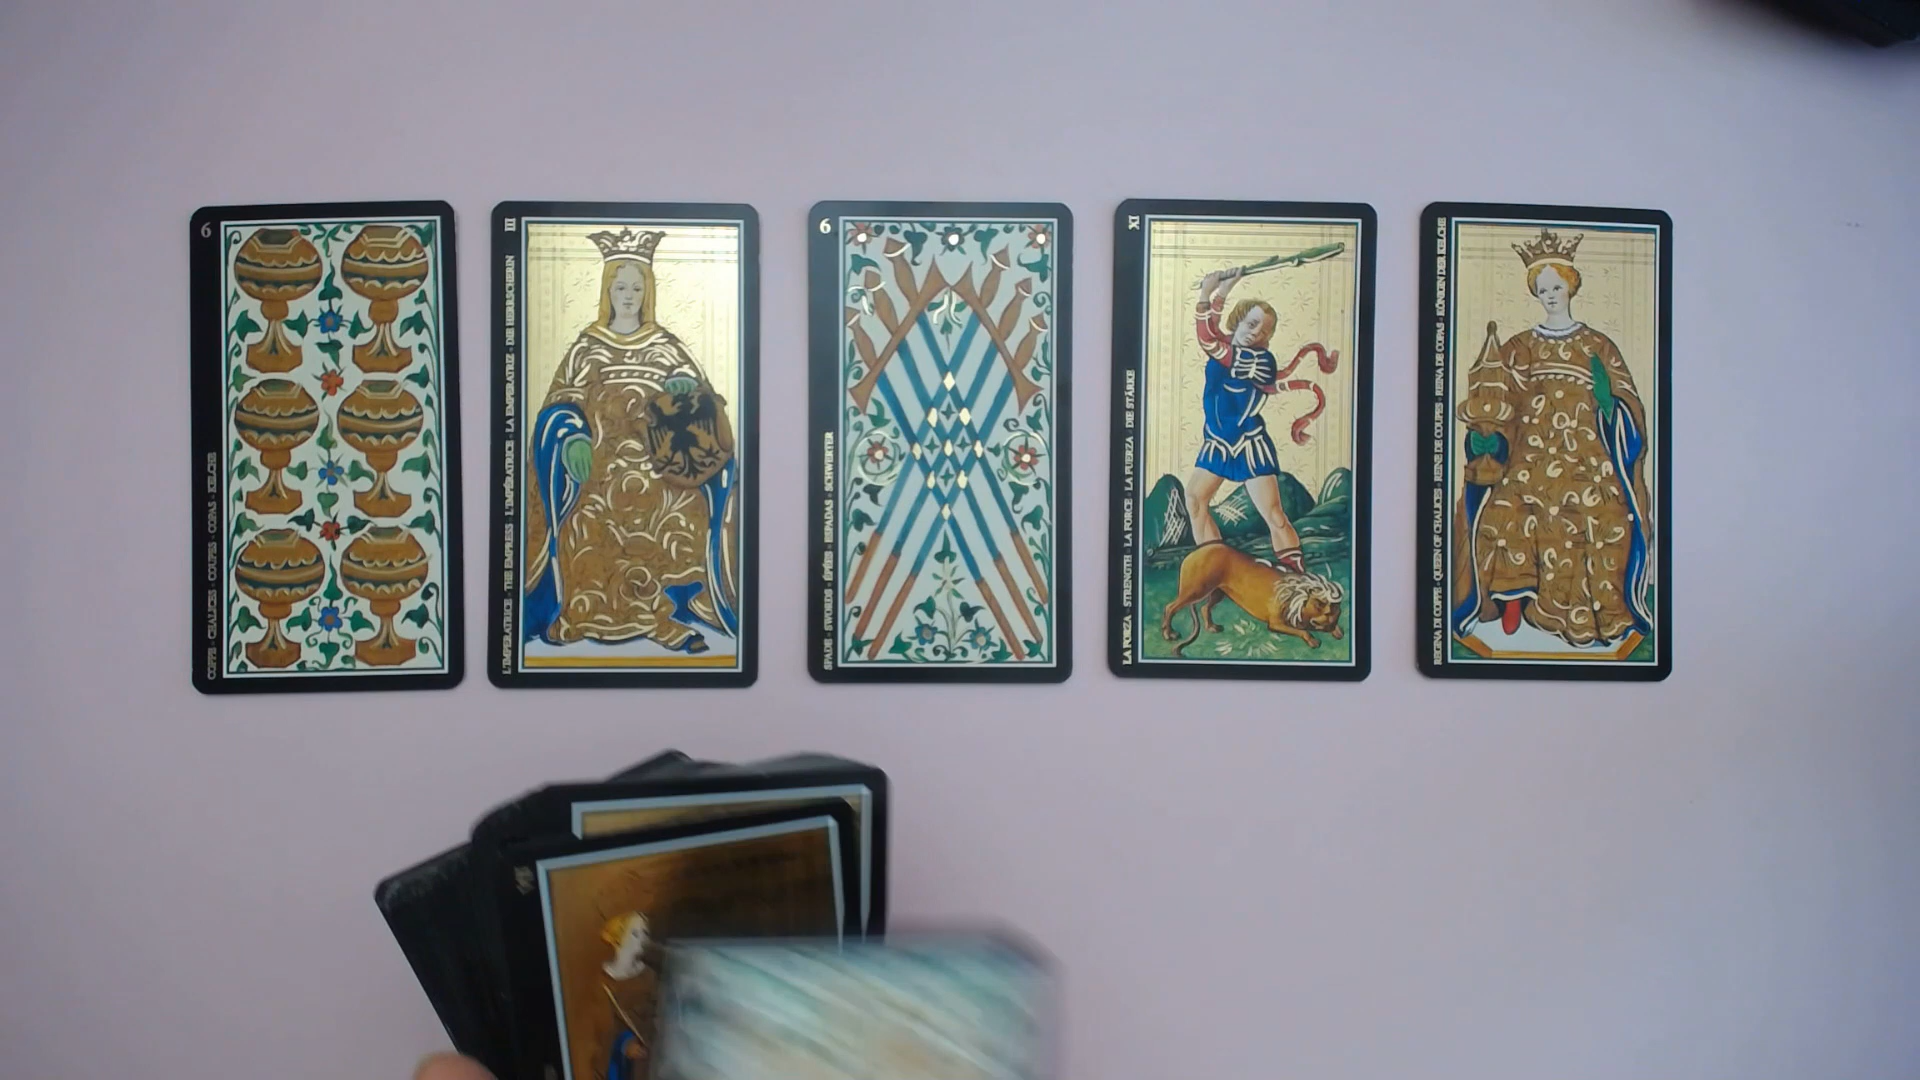 6
COPPE - CHALICES - COUPES - COPAS - KELCHE
III
L'IMPERATRICE - THE EMPRESS - L'IMPÉRATRICE - LA EMPERATRIZ - DIE HERRSCHERIN
6
SPADE - SWORDS - ÉPÉES - ESPADAS - SCHWERTER
XI
LA FORZA - STRENGTH - LA FORCE - LA FUERZA - DIE STÄRKE
REGINA DI COPPE - QUEEN OF CHALICES - REINE DE COUPES - REINA DE COPAS - KÖNIGIN DER KELCHE